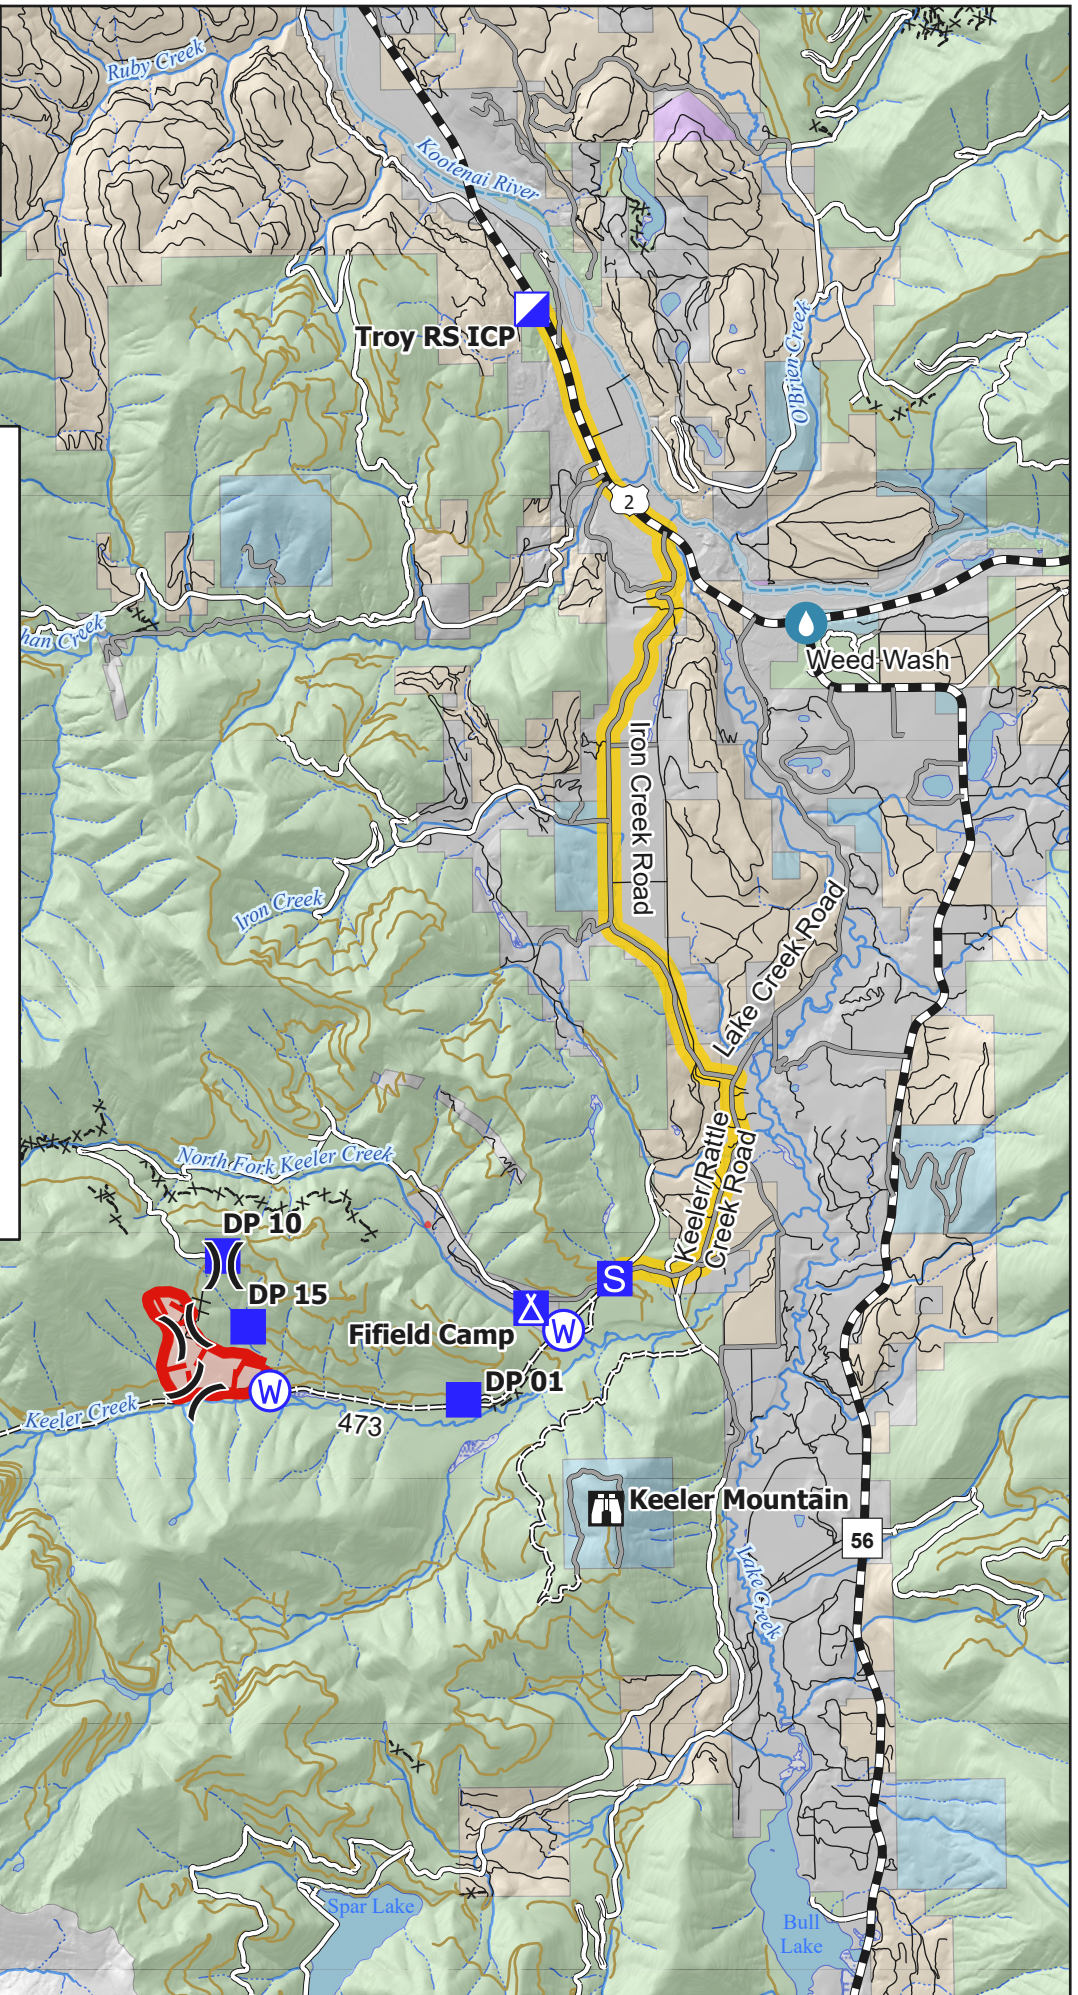 Ruby Creek
Kootenai River
Troy RS ICP
O'Brien Creek
2
han Creek
Weed Wash
Iron Creek Road
Iron Creek
Lake Creek Road
North Fork Keeler Creek
Keeler/Rattle
Creek Road
DP 10
DP 15
S
Fifield Camp
W
DP 01
W
Keeler Creek
473
Keeler Mountain
56
Lake Creek
Spar Lake
Bull
Lake